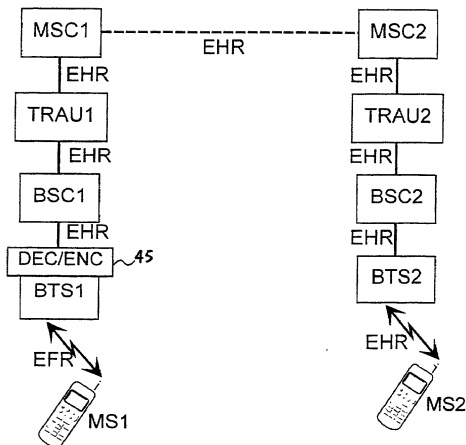 MSC1
EHR
MSC2
EHR
EHR
TRAU1
TRAU2
EHR
EHR
BSC1
BSC2
EHR
EHR
DEC/ENC 45
BTS1
BTS2
EFR
EHR
MS1
MS2